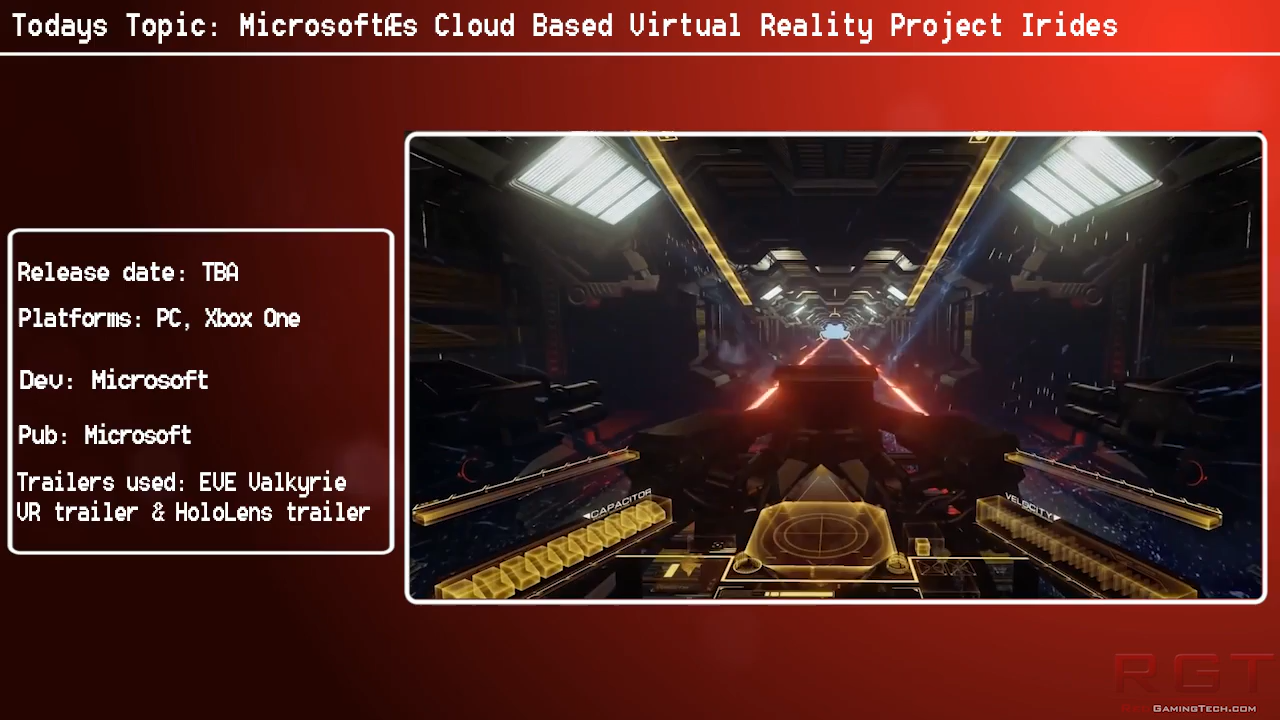 Todays Topic: MicrosoftÆs Cloud Based Virtual Reality Project Irides
Release date: TBA
Platforms: PC, Xbox One
Dev: Microsoft
Pub: Microsoft
Trailers used: EVE Valkyrie
VR trailer & HoloLens trailer
◀CAPACITOR
VELOCITY▶
RGT
RedGamingTech.com